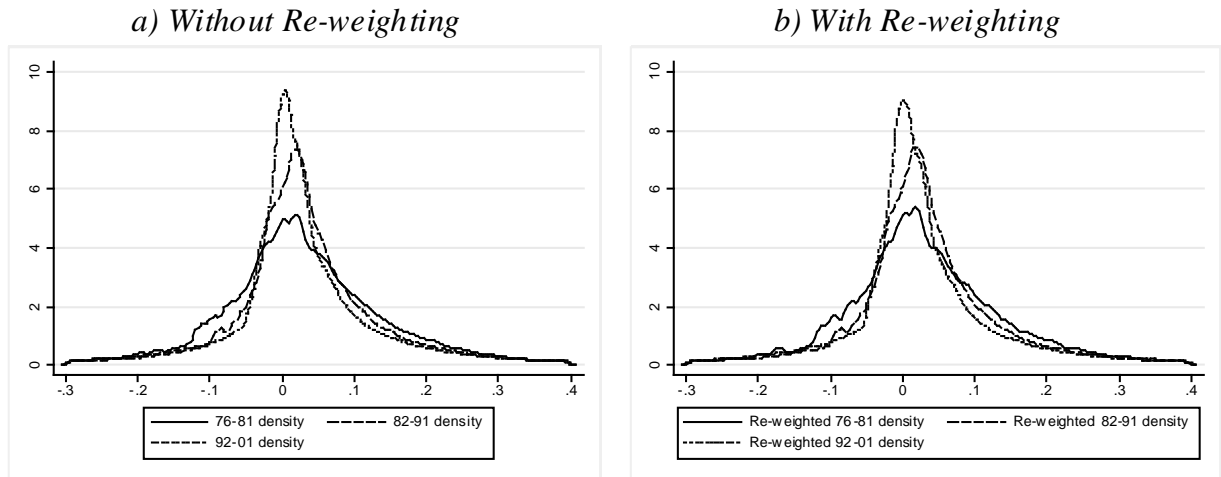 a) Without Re-weighting
10
8
6
4
2
0
-.3 -.2 -.1 0 .1 .2 .3 .4
76-81 density 82-91 density
92-01 density
b) With Re-weighting
10
8
6
4
2
0
-.3 -.2 -.1 0 .1 .2 .3 .4
Re-weighted 76-81 density Re-weighted 82-91 density
Re-weighted 92-01 density